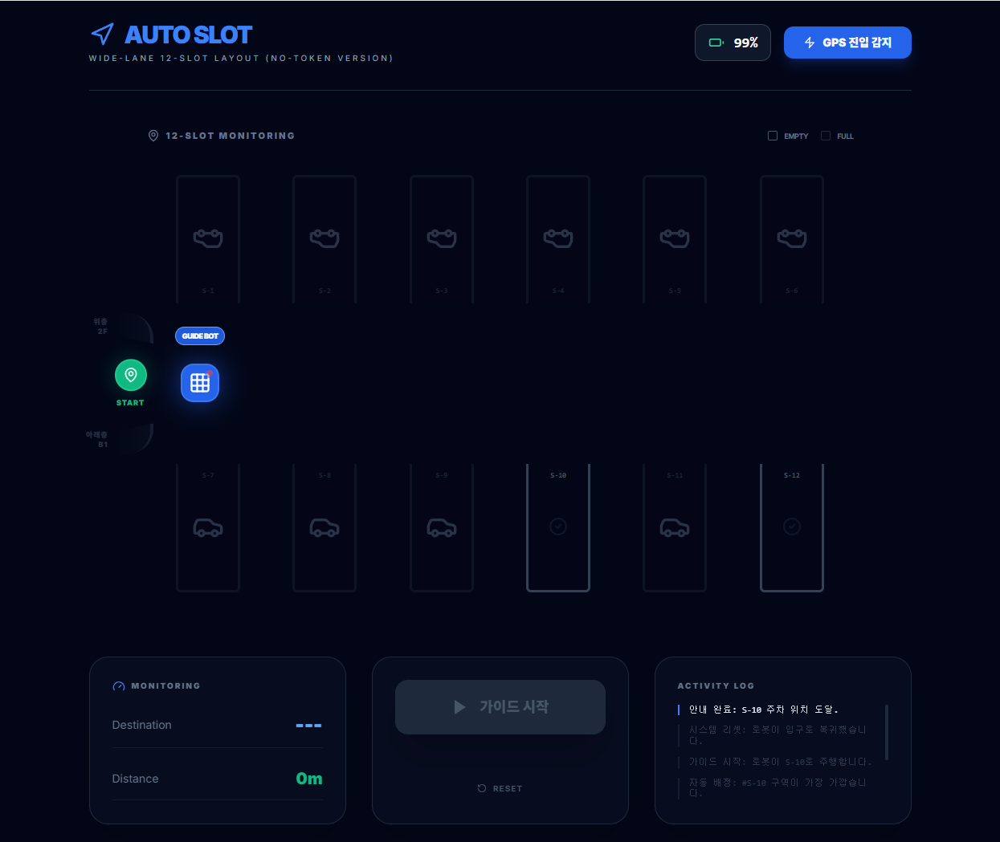 AUTO SLOT
WIDE-LANE 12-SLOT LAYOUT (NO-TOKEN VERSION)
99%
GPS 진입 감지
12-SLOT MONITORING
EMPTY
FULL
S-1
S-2
S-3
S-4
S-5
S-6
위층
2F
GUIDE BOT
START
아래층
B1
S-7
S-8
S-9
S-10
S-11
S-12
MONITORING
Destination
---
Distance
0m
가이드 시작
RESET
ACTIVITY LOG
안내 완료: S-10 주차 위치 도달.
시스템 리셋: 로봇이 입구로 복귀했습니
다.
가이드 시작: 로봇이 S-10로 주행합니다.
자동 배정: #S-10 구역이 가장 가깝습니
다.